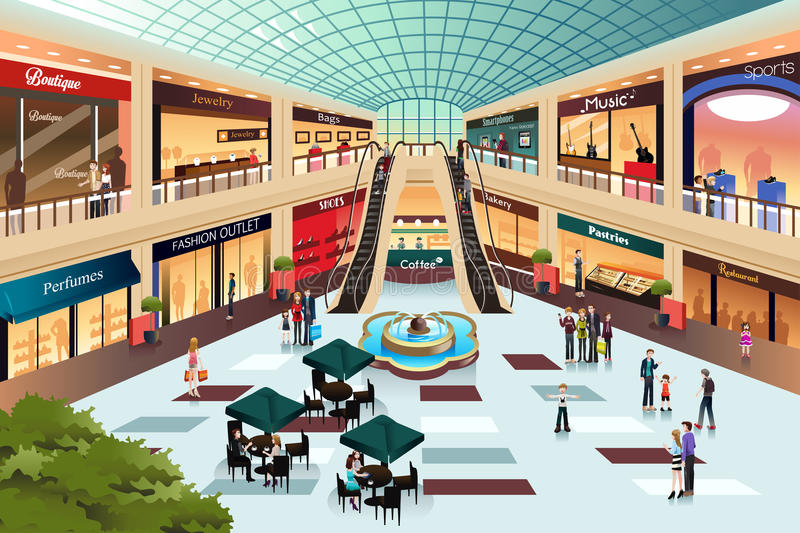 Boutique
Boutique
Boutique
Jewelry
Jewelry
Bags
Smartphones
Music
Sports
Perfumes
FASHION OUTLET
SHOES
Coffee
Bakery
Pastries
Restaurant